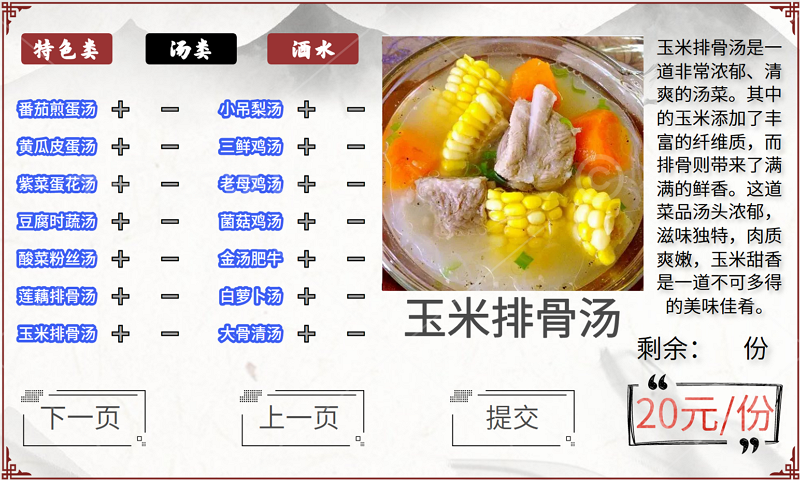 特色类
汤类
酒水
番茄煎蛋汤
小吊梨汤
黄瓜皮蛋汤
三鲜鸡汤
紫菜蛋花汤
老母鸡汤
豆腐时蔬汤
菌菇鸡汤
酸菜粉丝汤
金汤肥牛
莲藕排骨汤
白萝卜汤
玉米排骨汤
大骨清汤
玉米排骨汤
玉米排骨汤是一
道非常浓郁、清
爽的汤菜。其中
的玉米添加了丰
富的纤维质，而
排骨则带来了满
满的鲜香。这道
菜品汤头浓郁，
滋味独特，肉质
爽嫩，玉米甜香
是一道不可多得
的美味佳肴。
剩余： 份
20元/份
下一页
上一页
提交